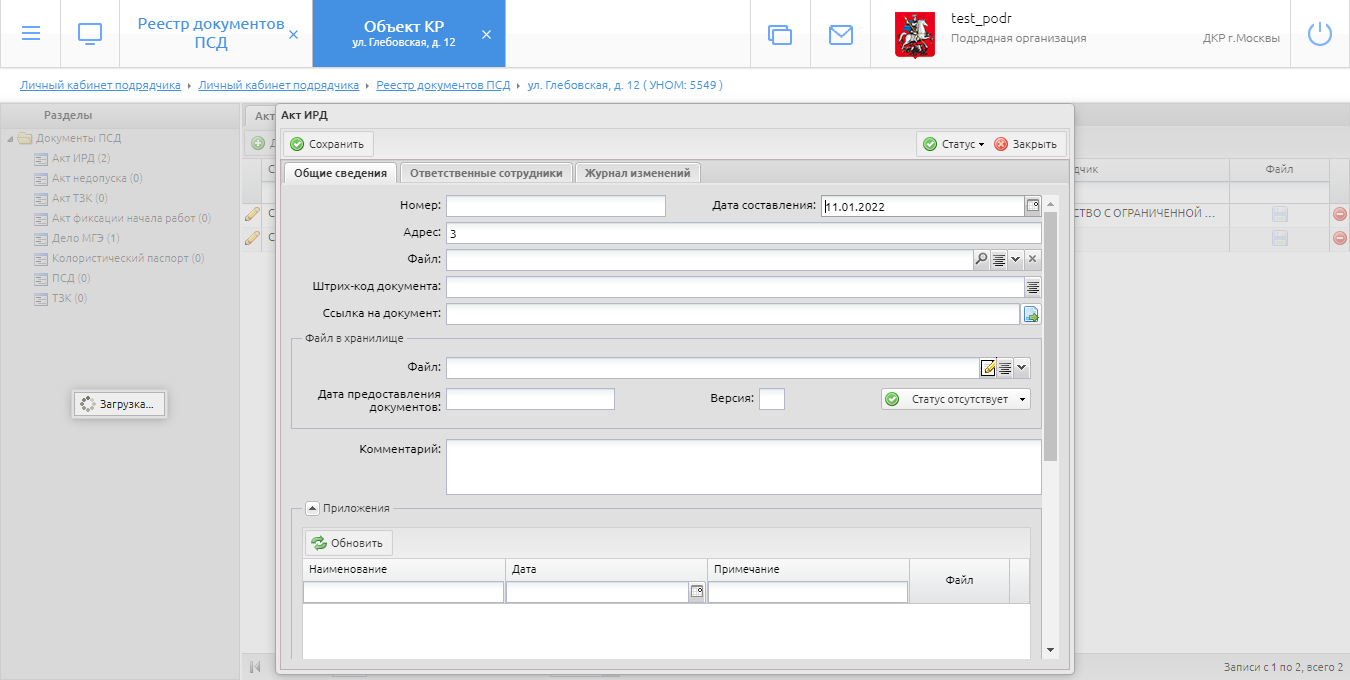 Реестр документов
ПСД
Объект КР
ул. Глебовская, д. 12
test_podr
Подрядная организация
ДКР г.Москвы
Личный кабинет подрядчика
Личный кабинет подрядчика
Реестр документов ПСД
ул. Глебовская, д. 12 ( УНОМ: 5549 )
Разделы
Документы ПСД
Акт ИРД (2)
Акт недопуска (0)
Акт ТЗК (0)
Акт фиксации начала работ (0)
Дело МГЭ (1)
Колористический паспорт (0)
ПСД (0)
ТЗК (0)
Загрузка...
Акт
Акт ИРД
Сохранить
Статус
Закрыть
Общие сведения
Ответственные сотрудники
Журнал изменений
Номер:
Дата составления:
11.01.2022
Адрес:
3
Файл:
Штрих-код документа:
Ссылка на документ:
Файл в хранилище
Файл:
Дата предоставления
документов:
Версия:
Статус отсутствует
Комментарий:
Приложения
Обновить
Наименование
Дата
Примечание
Файл
дчик
Файл
СТВО С ОГРАНИЧЕННОЙ ...
Записи с 1 по 2, всего 2